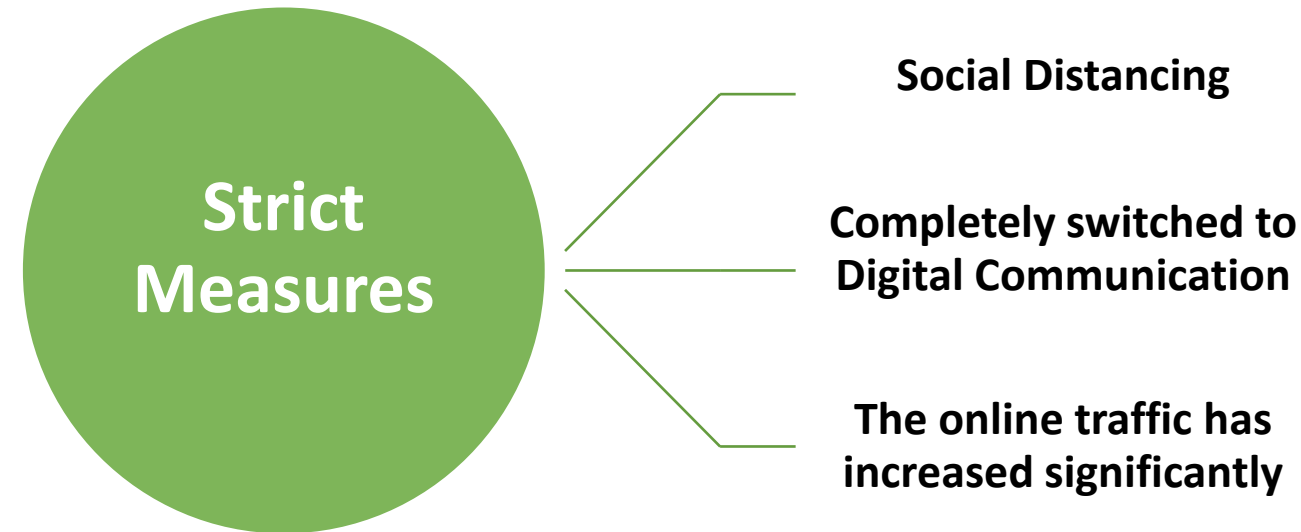 Strict
Measures
Social Distancing
Completely switched to
Digital Communication
The online traffic has
increased significantly